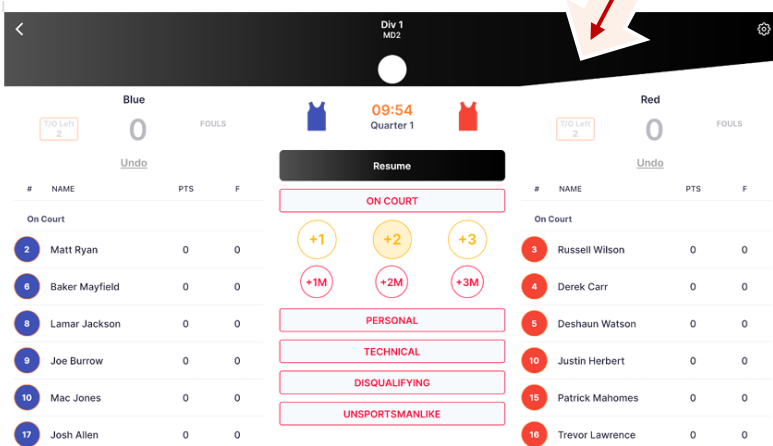 Div 1
MD2
Blue
T/O Left
2
0
FOULS
Undo
# NAME PTS F
On Court
2 Matt Ryan 0 0
6 Baker Mayfield 0 0
8 Lamar Jackson 0 0
9 Joe Burrow 0 0
10 Mac Jones 0 0
17 Josh Allen 0 0
09:54
Quarter 1
Resume
ON COURT
+1 +2 +3
+1M +2M +3M
PERSONAL
TECHNICAL
DISQUALIFYING
UNSPORTSMANLIKE
Red
T/O Left
2
0
FOULS
Undo
# NAME PTS F
On Court
3 Russell Wilson 0 0
4 Derek Carr 0 0
5 Deshaun Watson 0 0
10 Justin Herbert 0 0
15 Patrick Mahomes 0 0
16 Trevor Lawrence 0 0